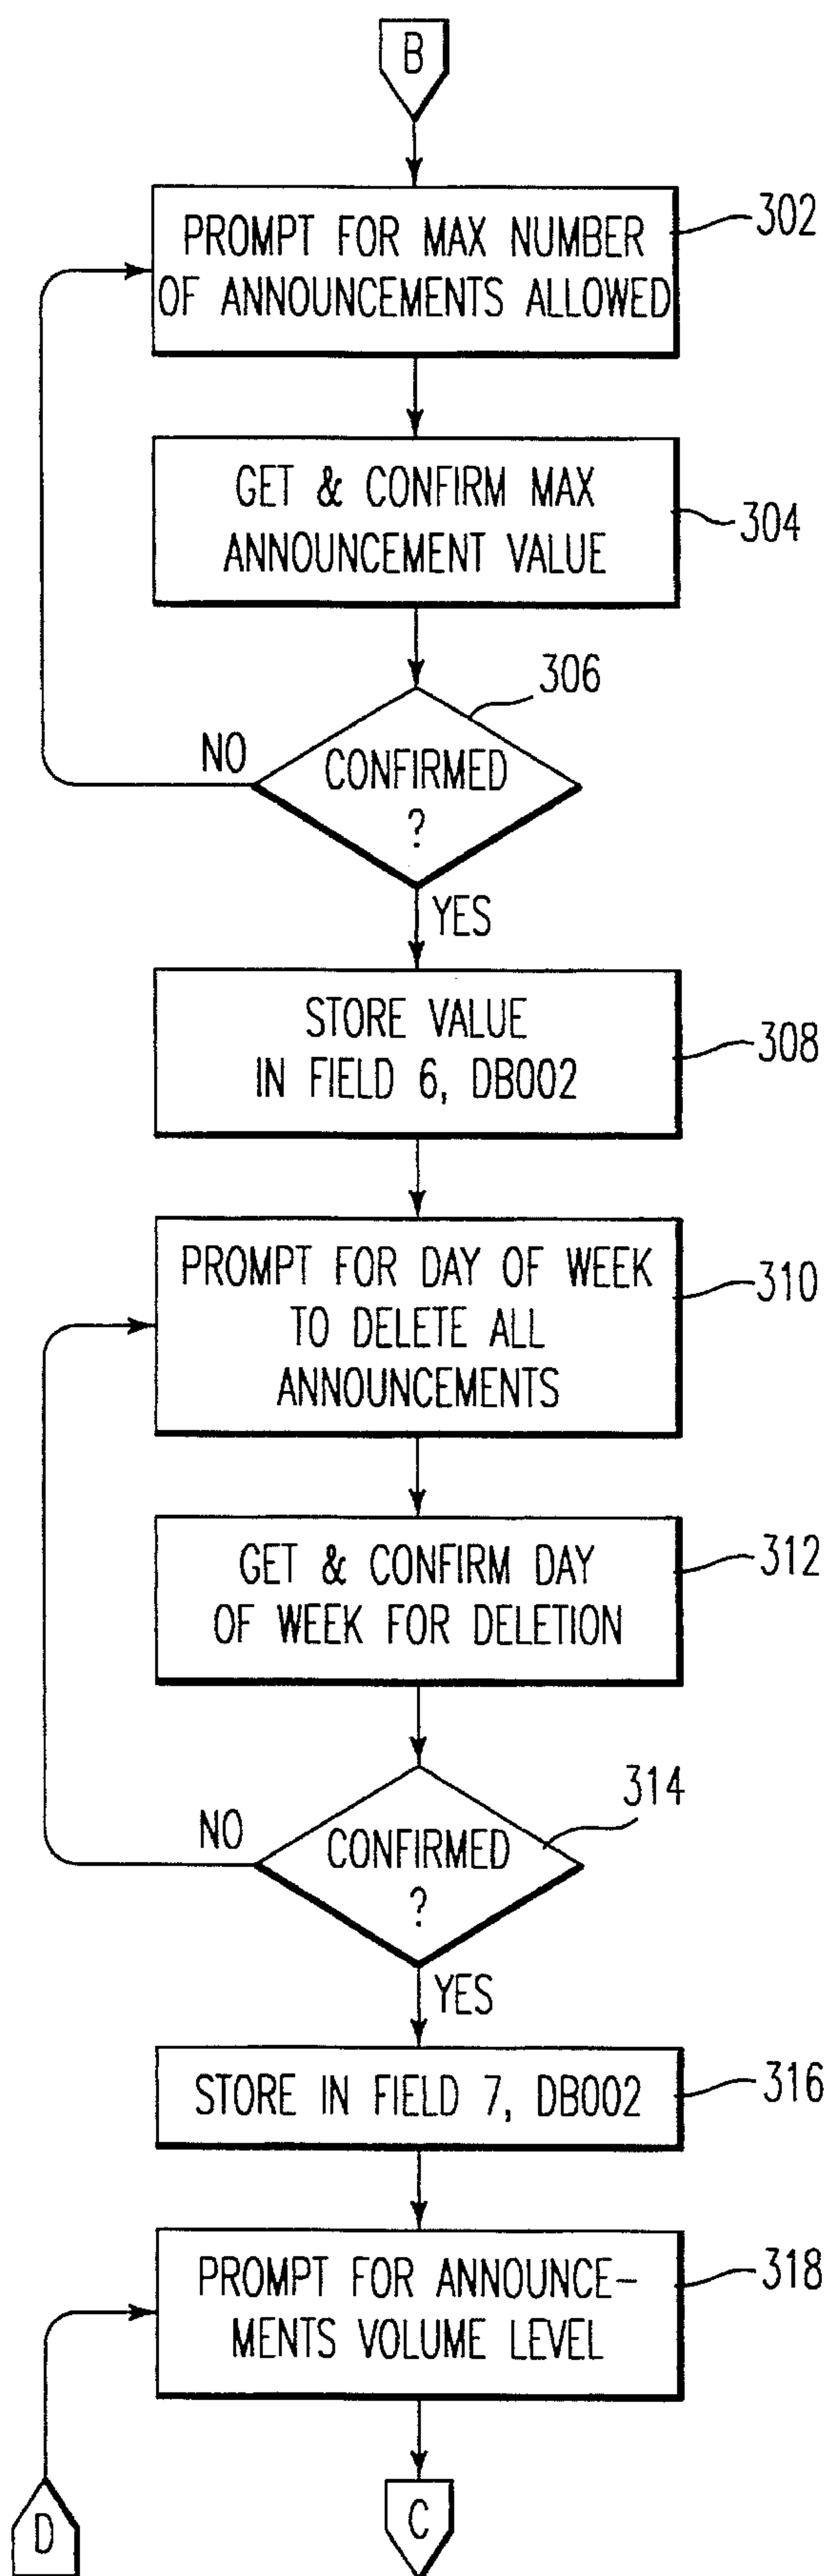 B
PROMPT FOR MAX NUMBER
OF ANNOUNCEMENTS ALLOWED
302
GET & CONFIRM MAX
ANNOUNCEMENT VALUE
304
306
CONFIRMED
?
NO
YES
STORE VALUE
IN FIELD 6, DB002
308
PROMPT FOR DAY OF WEEK
TO DELETE ALL
ANNOUNCEMENTS
310
GET & CONFIRM DAY
OF WEEK FOR DELETION
312
314
CONFIRMED
?
NO
YES
STORE IN FIELD 7, DB002
316
PROMPT FOR ANNOUNCE-
MENTS VOLUME LEVEL
318
D
C